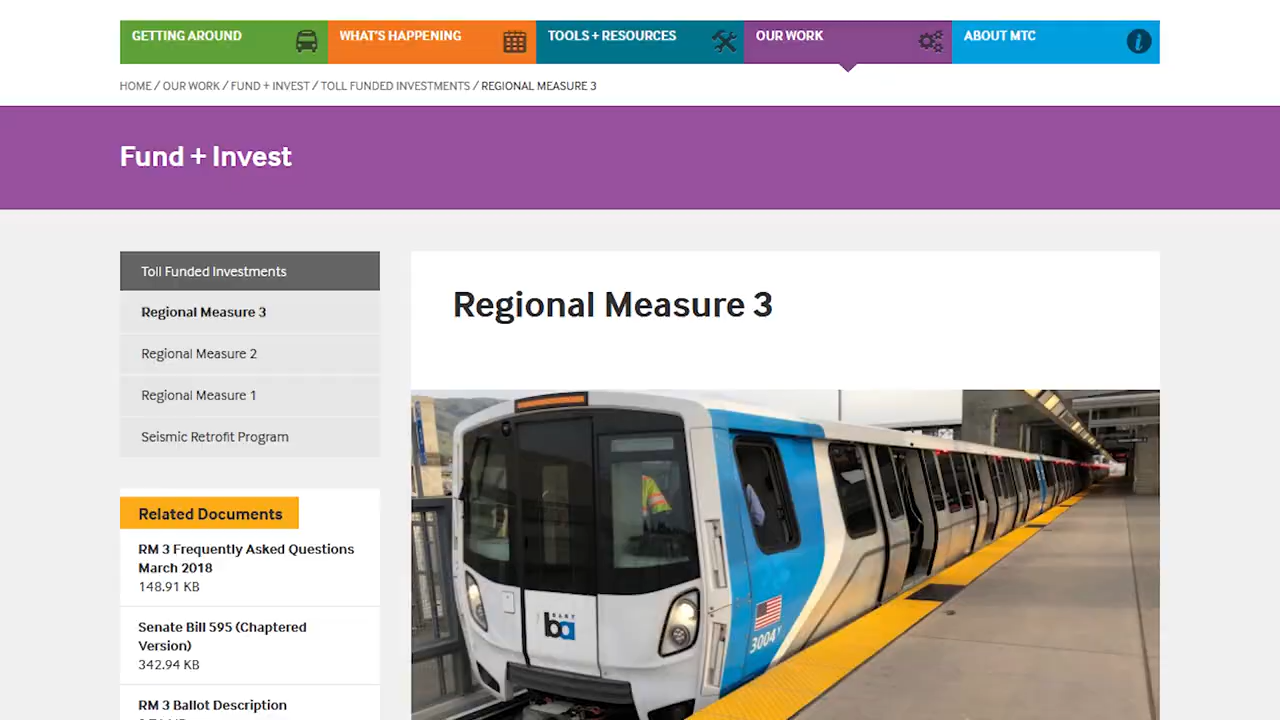 GETTING AROUND
WHAT'S HAPPENING
TOOLS + RESOURCES
OUR WORK
ABOUT MTC
HOME / OUR WORK / FUND + INVEST / TOLL FUNDED INVESTMENTS / REGIONAL MEASURE 3
Fund + Invest
Toll Funded Investments
Regional Measure 3
Regional Measure 2
Regional Measure 1
Seismic Retrofit Program
Related Documents
RM 3 Frequently Asked Questions
March 2018
148.91 KB
Senate Bill 595 (Chaptered
Version)
342.94 KB
RM 3 Ballot Description
Regional Measure 3
BART
ba
3004